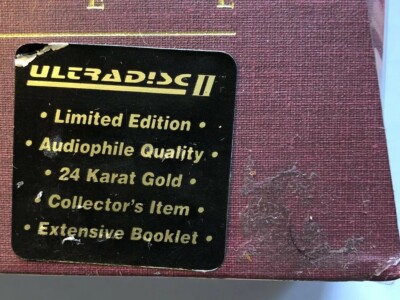 E L
ULTRADISC II
• Limited Edition •
• Audiophile Quality •
• 24 Karat Gold •
• Collector's Item •
• Extensive Booklet •